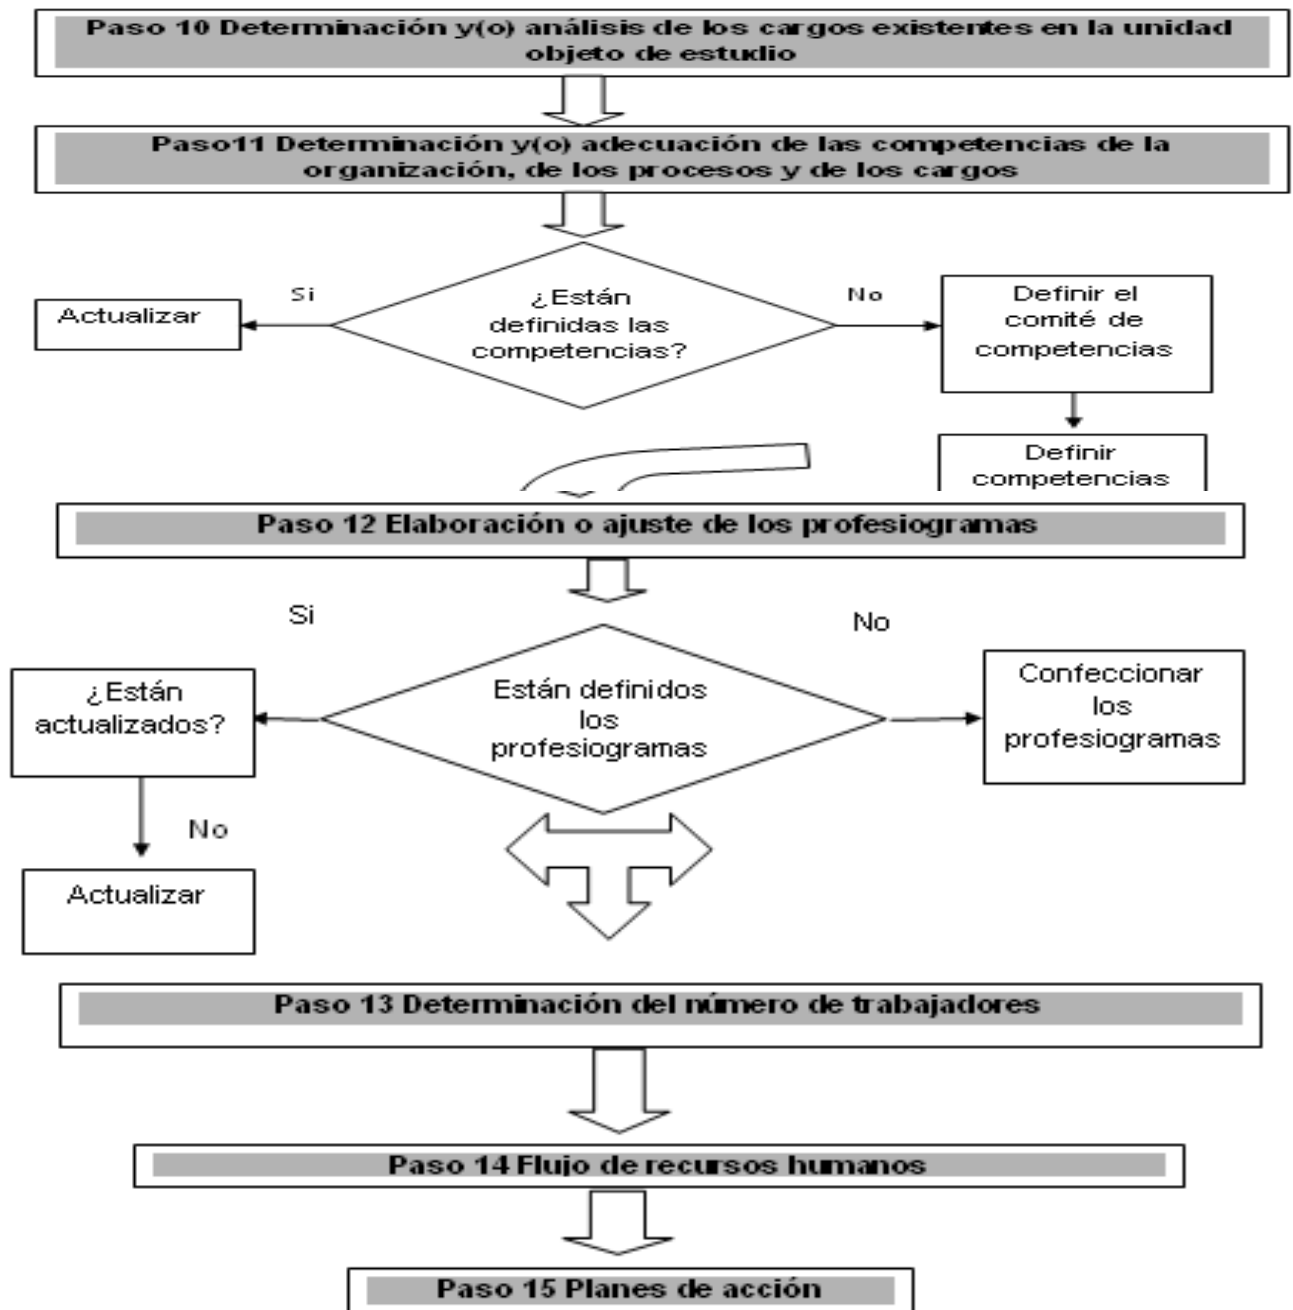 Paso 10 Determinación y(o) análisis de los cargos existentes en la unidad
objeto de estudio
Paso11 Determinación y(o) adecuación de las competencias de la
organización, de los procesos y de los cargos
Si
¿Están
definidas las
competencias?
No
Actualizar
Definir el
comité de
competencias
Definir
competencias
Paso 12 Elaboración o ajuste de los profesiogramas
Si
No
¿Están
actualizados?
Están definidos
los
profesiogramas
Confeccionar
los
profesiogramas
No
Actualizar
Paso 13 Determinación del número de trabajadores
Paso 14 Flujo de recursos humanos
Paso 15 Planes de acción